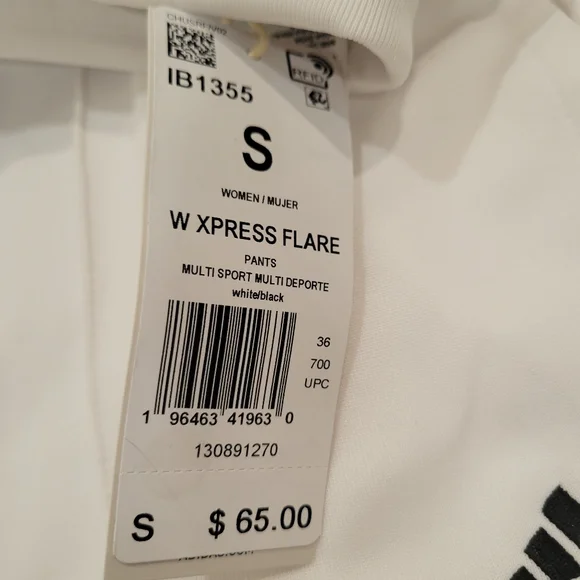 RFID
IB1355
S
WOMEN / MUJER
W XPRESS FLARE
PANTS
MULTI SPORT MULTI DEPORTE
white/black
36
700
UPC
1 96463 41963 0
130891270
S $ 65.00